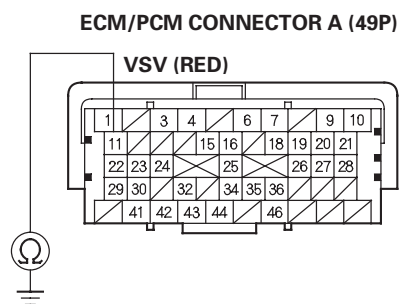 ECM/PCM CONNECTOR A (49P)
VSV (RED)
1 3 4 6 7 9 10
11 15 16 18 19 20 21
22 23 24 25 26 27 28
29 30 32 34 35 36
41 42 43 44 46
Ω